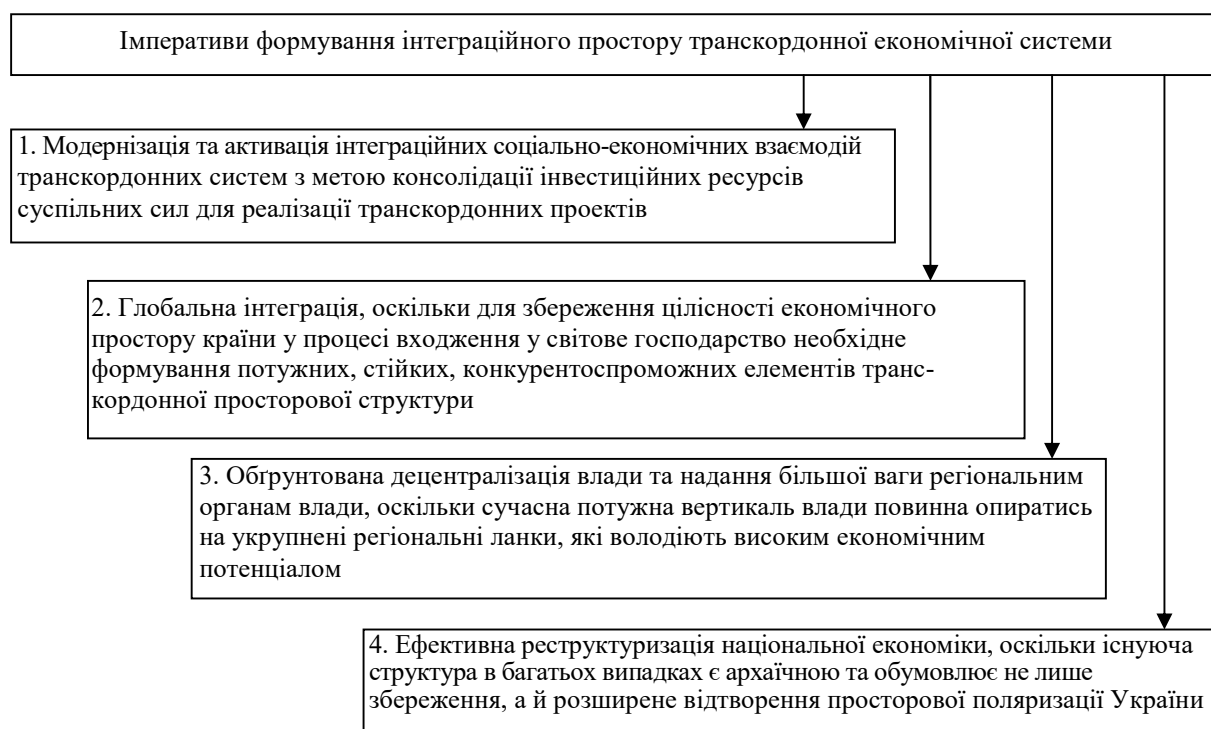 Імперативи формування інтеграційного простору транскордонної економічної системи
1. Модернізація та активація інтеграційних соціально-економічних взаємодій
транскордонних систем з метою консолідації інвестиційних ресурсів
суспільних сил для реалізації транскордонних проектів
2. Глобальна інтеграція, оскільки для збереження цілісності економічного
простору країни у процесі входження у світове господарство необхідне
формування потужних, стійких, конкурентоспроможних елементів транс-
кордонної просторової структури
3. Обґрунтована децентралізація влади та надання більшої ваги регіональним
органам влади, оскільки сучасна потужна вертикаль влади повинна опиратись
на укрупнені регіональні ланки, які володіють високим економічним
потенціалом
4. Ефективна реструктуризація національної економіки, оскільки існуюча
структура в багатьох випадках є архаїчною та обумовлює не лише
збереження, а й розширене відтворення просторової поляризації України